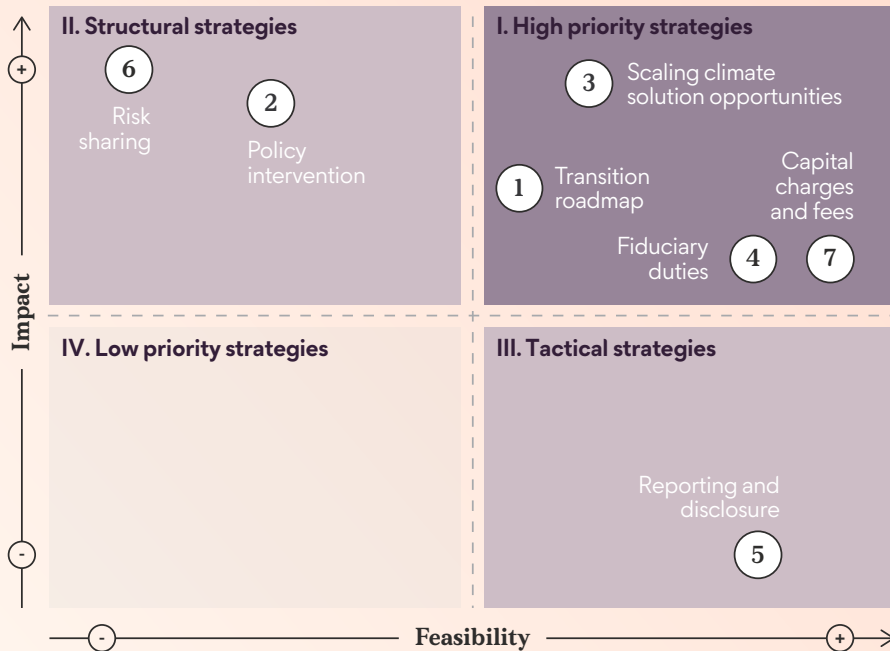 II. Structural strategies
6
Risk
sharing
2
Policy
intervention
I. High priority strategies
3
Scaling climate
solution opportunities
1
Transition
roadmap
Capital
charges
and fees
7
Fiduciary
duties
4
IV. Low priority strategies
III. Tactical strategies
Reporting and
disclosure
5
+
Impact
-
-
Feasibility
+